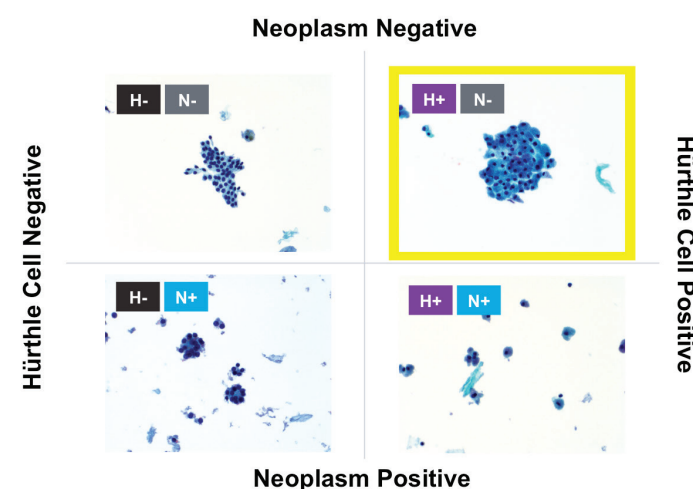 Neoplasm Negative
H- N-
H+ N-
Hürthle Cell Negative
Hürthle Cell Positive
H- N+
H+ N+
Neoplasm Positive